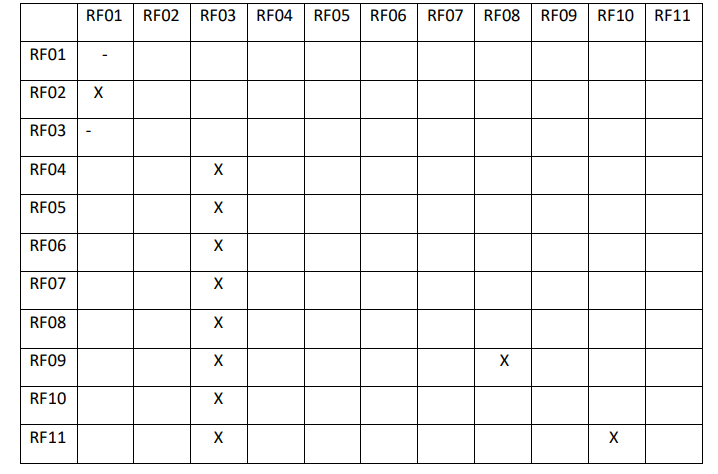 RF01 RF02 RF03 RF04 RF05 RF06 RF07 RF08 RF09 RF10 RF11
RF01 -
RF02 X
RF03 -
RF04 X
RF05 X
RF06 X
RF07 X
RF08 X
RF09 X X
RF10 X
RF11 X X